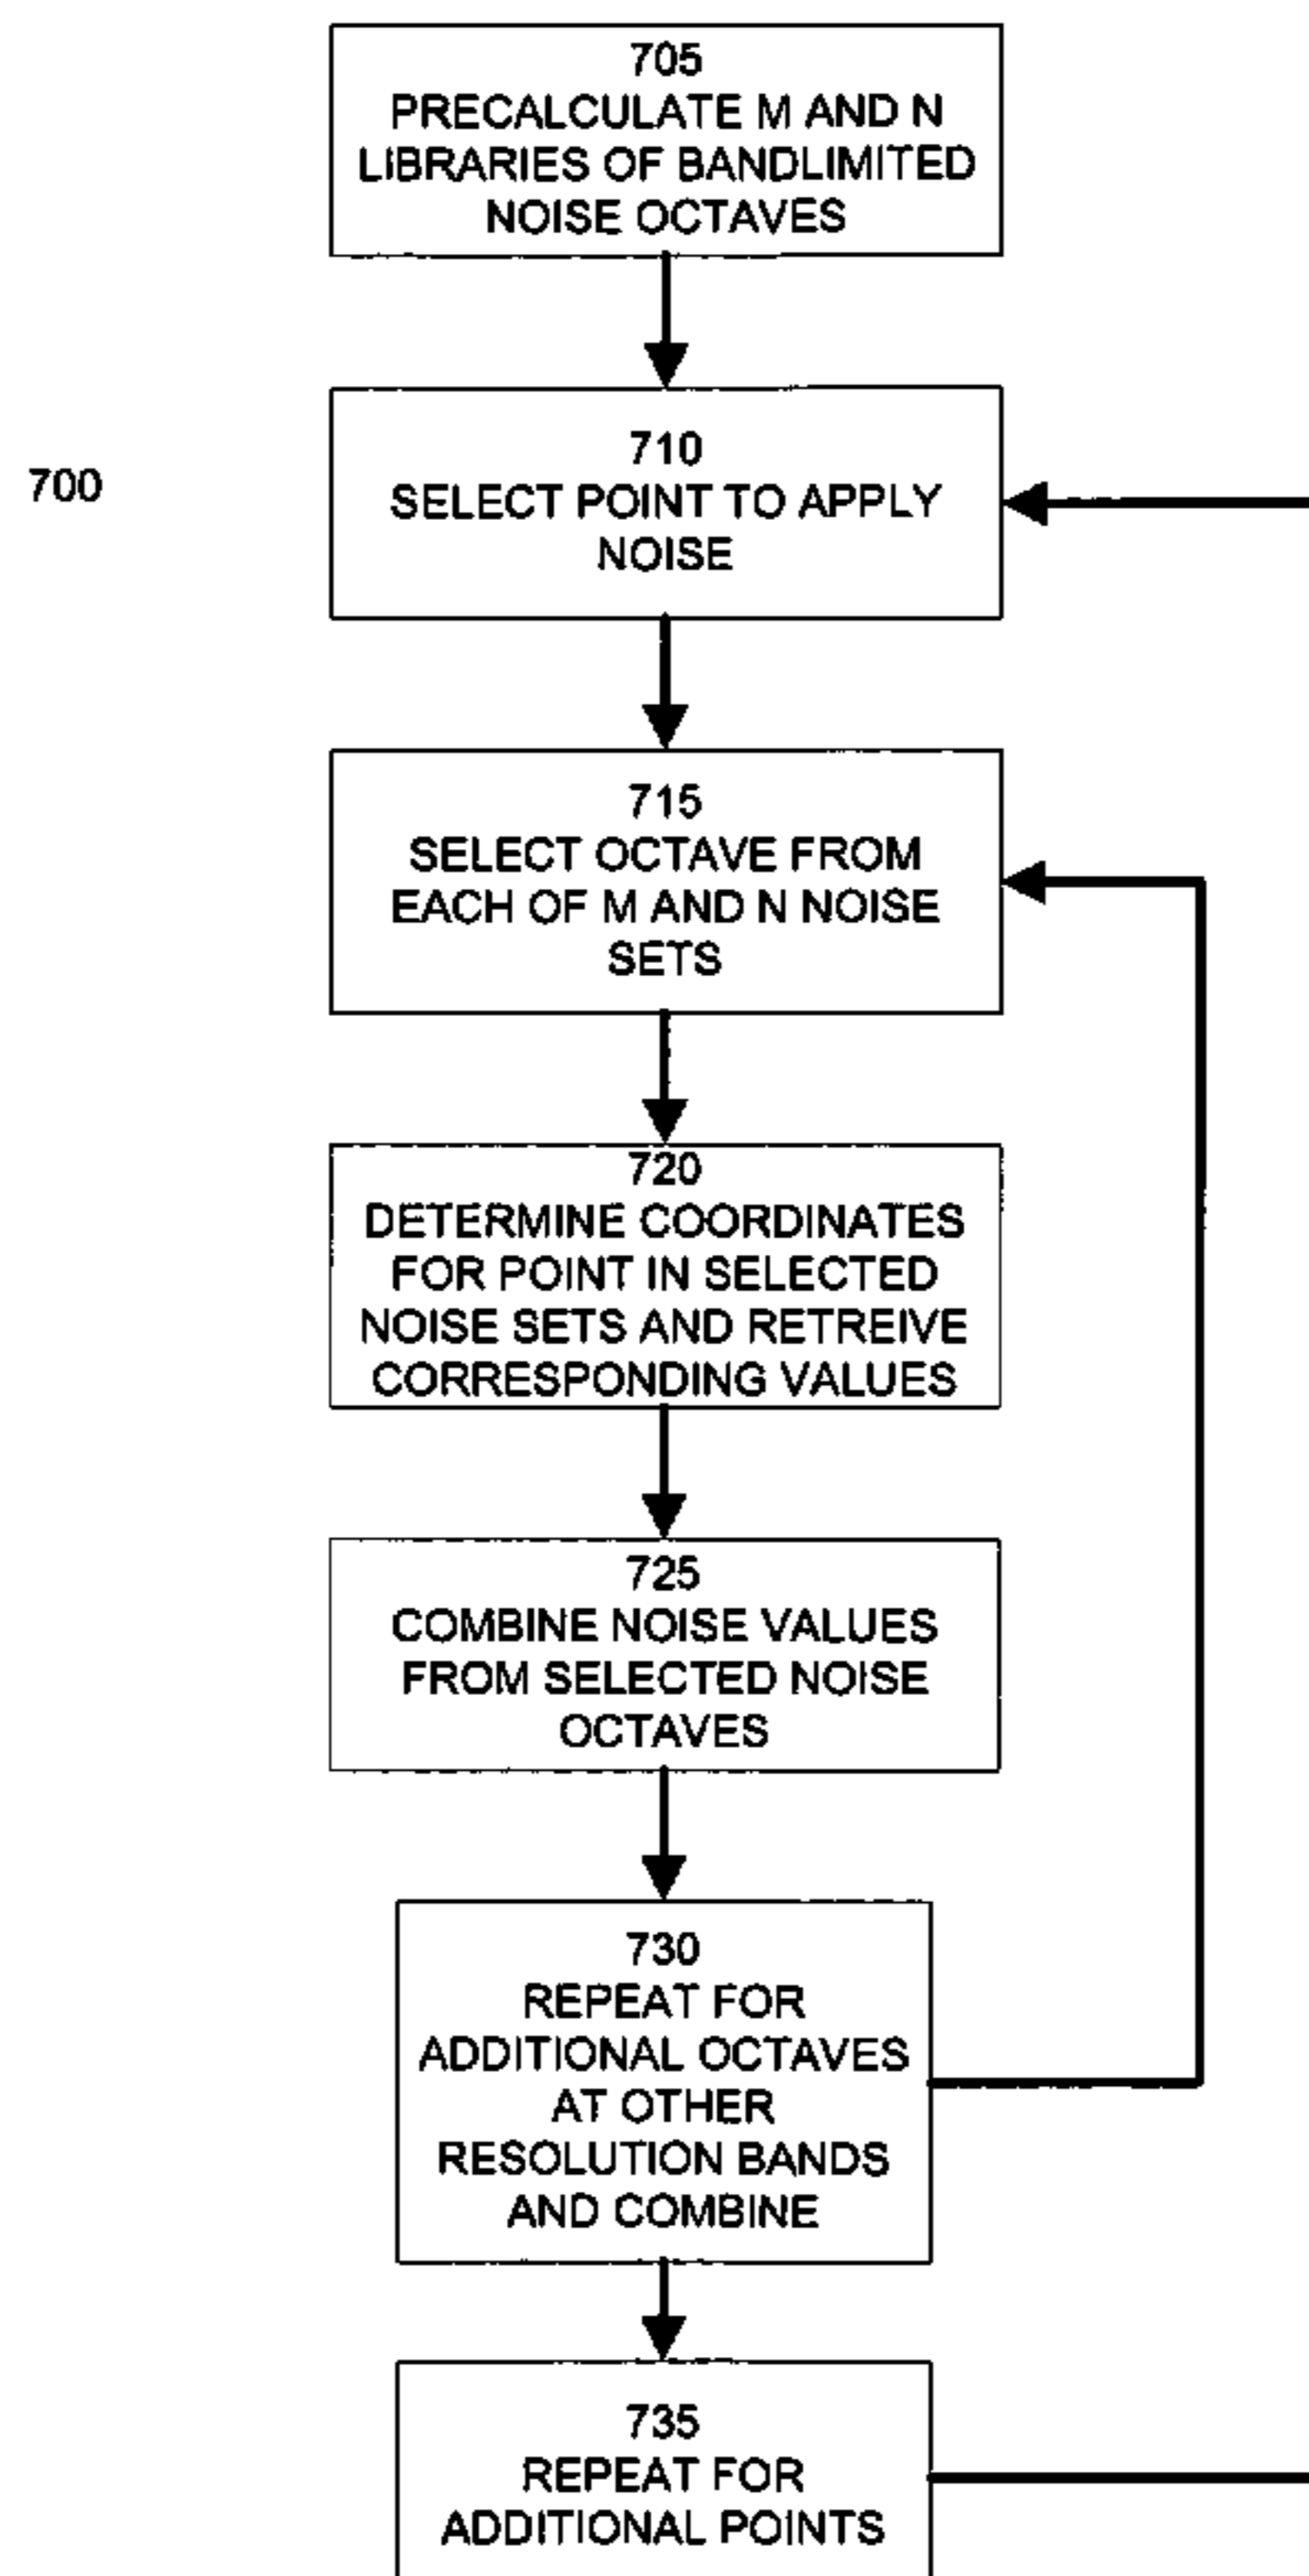 705
PRECALCULATE M AND N
LIBRARIES OF BANDLIMITED
NOISE OCTAVES
700
710
SELECT POINT TO APPLY
NOISE
715
SELECT OCTAVE FROM
EACH OF M AND N NOISE
SETS
720
DETERMINE COORDINATES
FOR POINT IN SELECTED
NOISE SETS AND RETREIVE
CORRESPONDING VALUES
725
COMBINE NOISE VALUES
FROM SELECTED NOISE
OCTAVES
730
REPEAT FOR
ADDITIONAL OCTAVES
AT OTHER
RESOLUTION BANDS
AND COMBINE
735
REPEAT FOR
ADDITIONAL POINTS